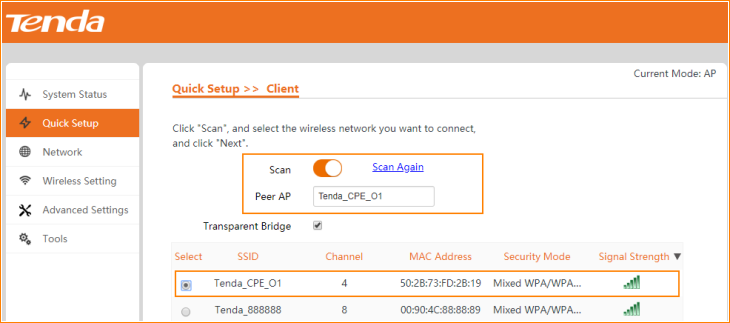 Tenda
Current Mode: AP
System Status
Quick Setup
Network
Wireless Setting
Advanced Settings
Tools
Quick Setup >> Client
Click "Scan", and select the wireless network you want to connect,
and click "Next".
Scan Scan Again
Peer AP Tenda_CPE_O1
Transparent Bridge
Select SSID Channel MAC Address Security Mode Signal Strength ▼
Tenda_CPE_O1 4 50:2B:73:FD:2B:19 Mixed WPA/WPA...
Tenda_888888 8 00:90:4C:88:88:89 Mixed WPA/WPA...